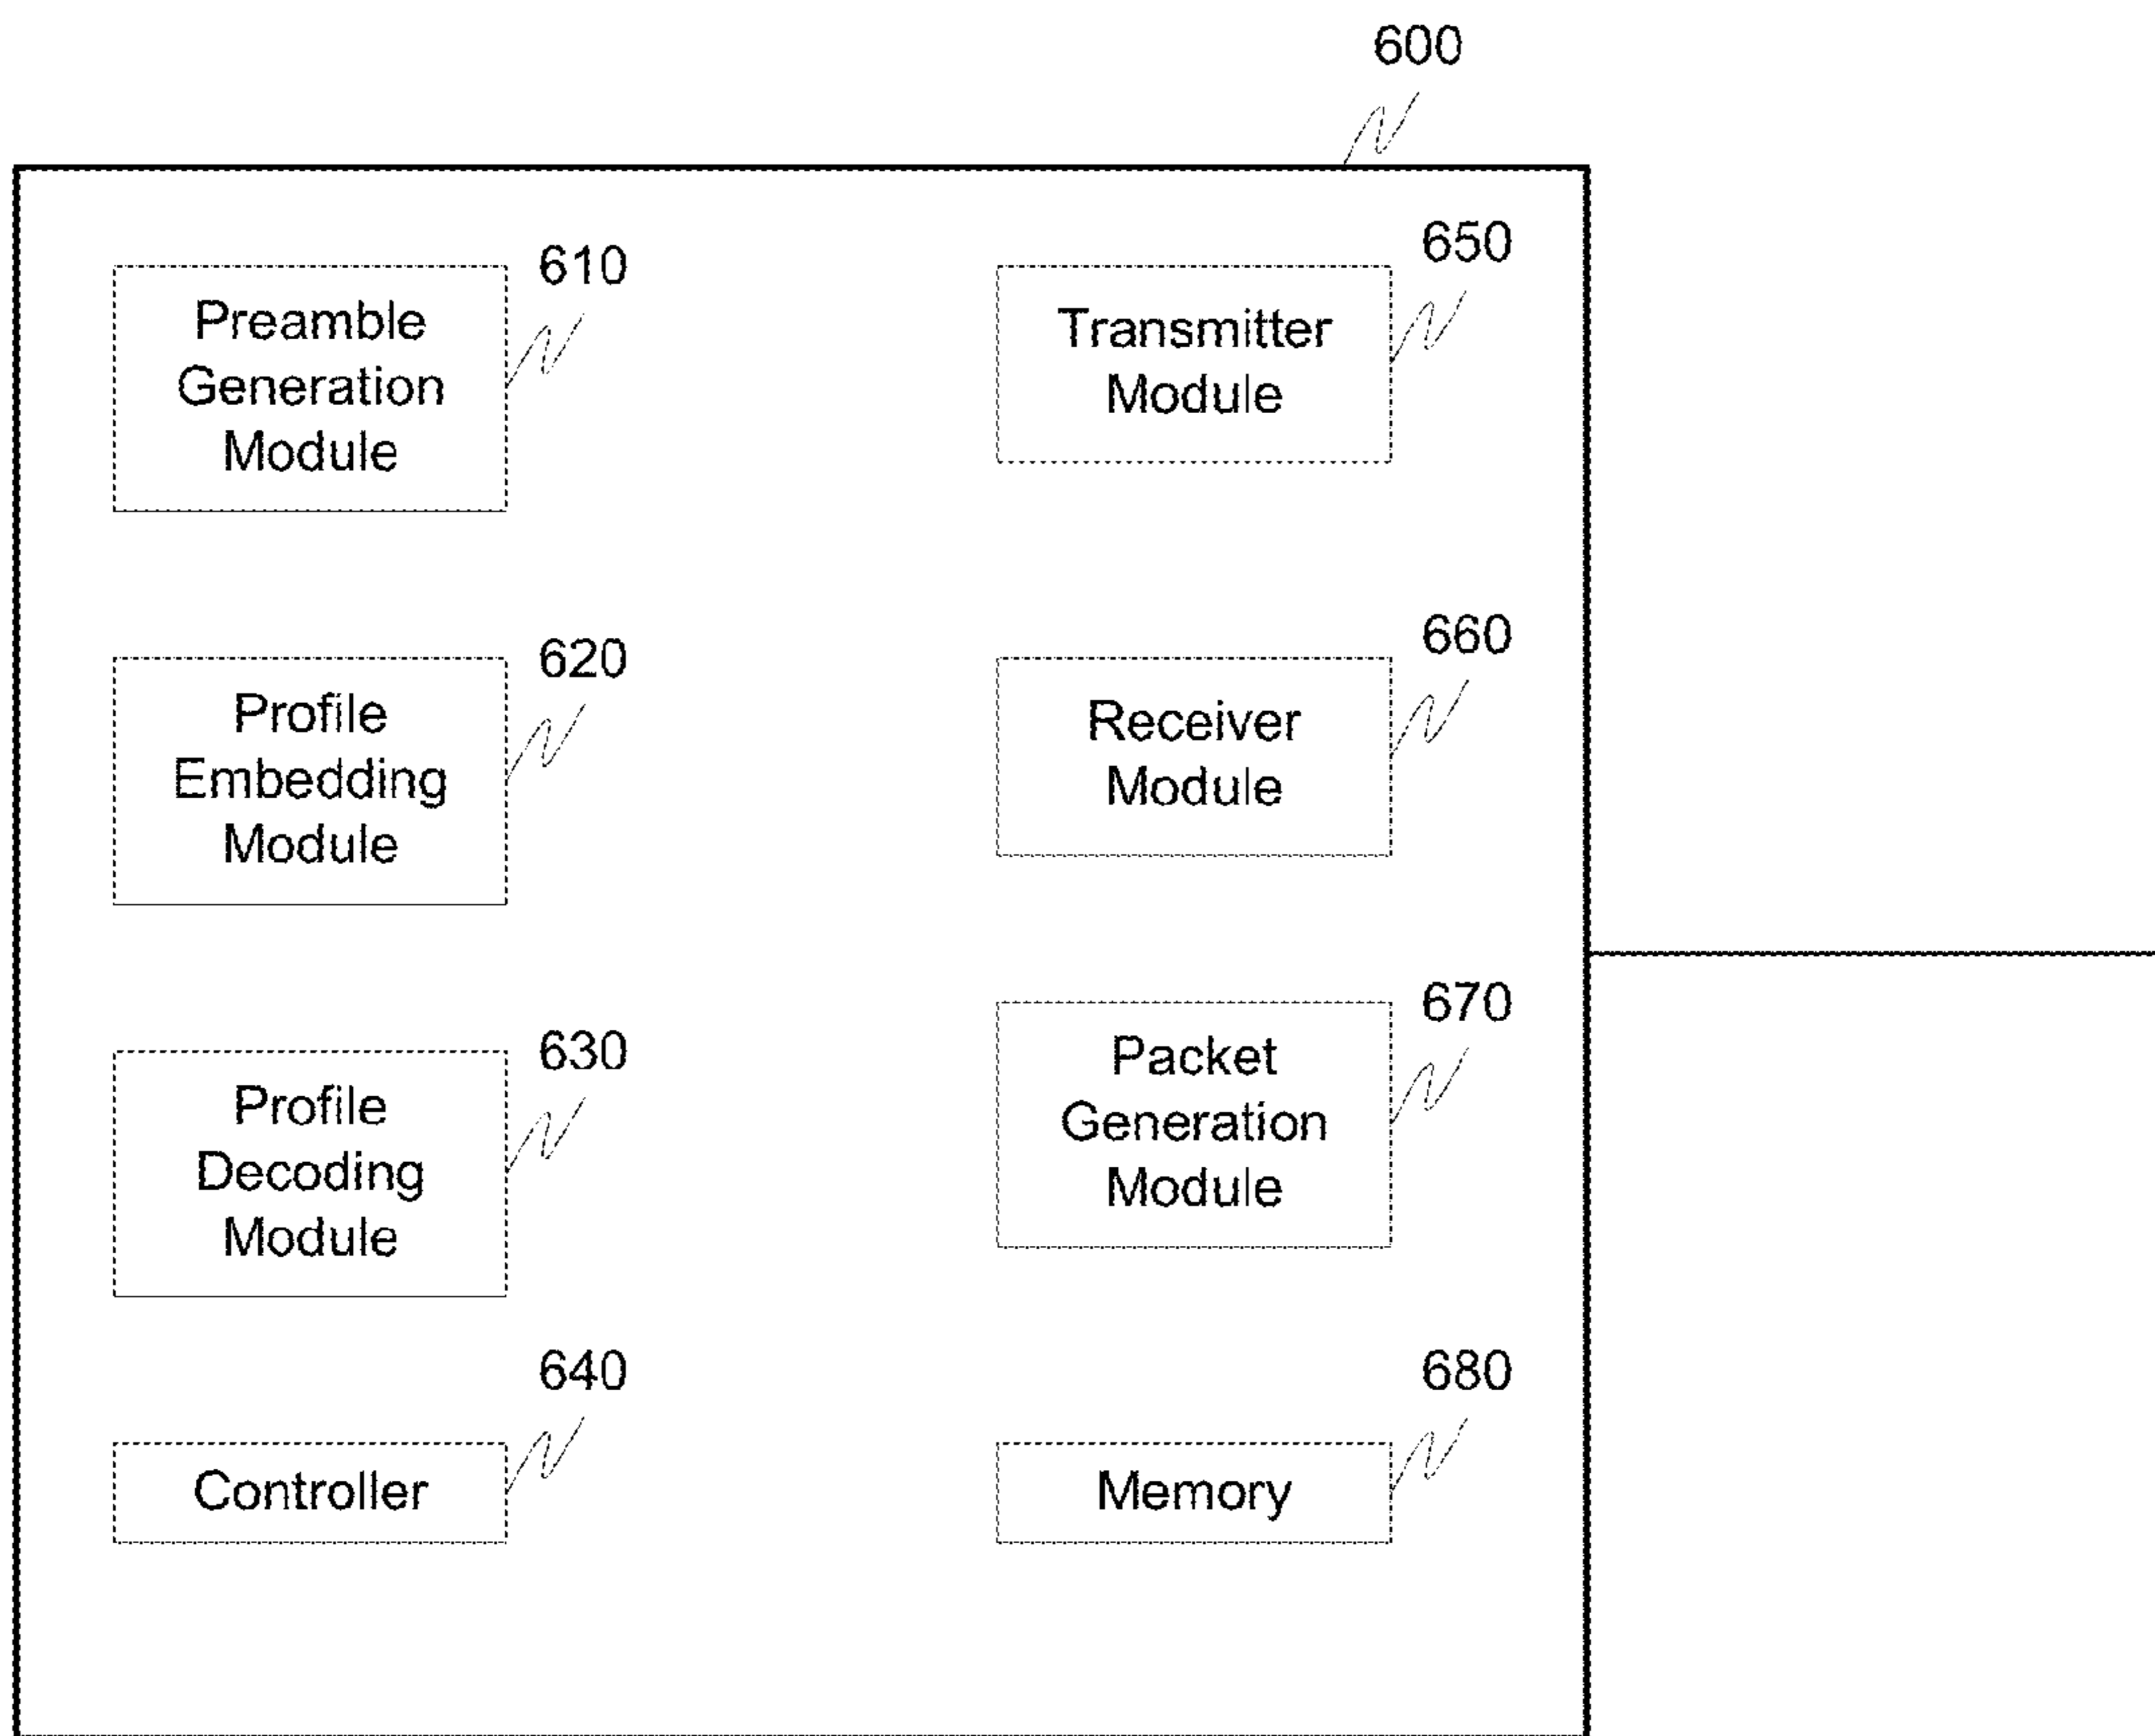 600
610
Preamble
Generation
Module
620
Profile
Embedding
Module
630
Profile
Decoding
Module
640
Controller
650
Transmitter
Module
660
Receiver
Module
670
Packet
Generation
Module
680
Memory